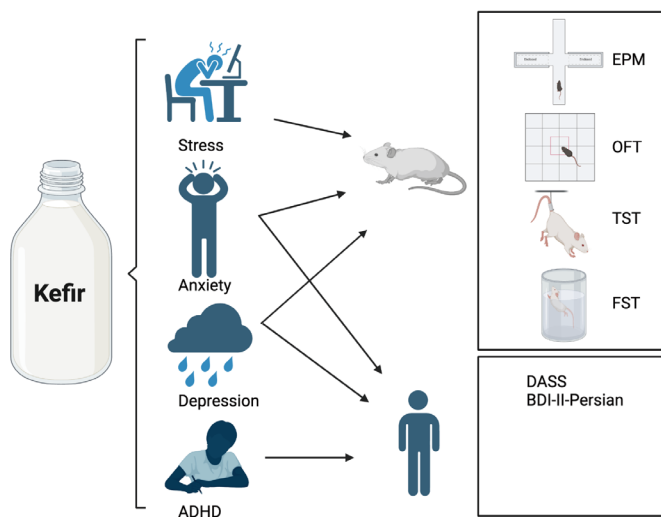 Kefir
Stress
Anxiety
Depression
ADHD
EPM
OFT
TST
FST
DASS
BDI-II-Persian